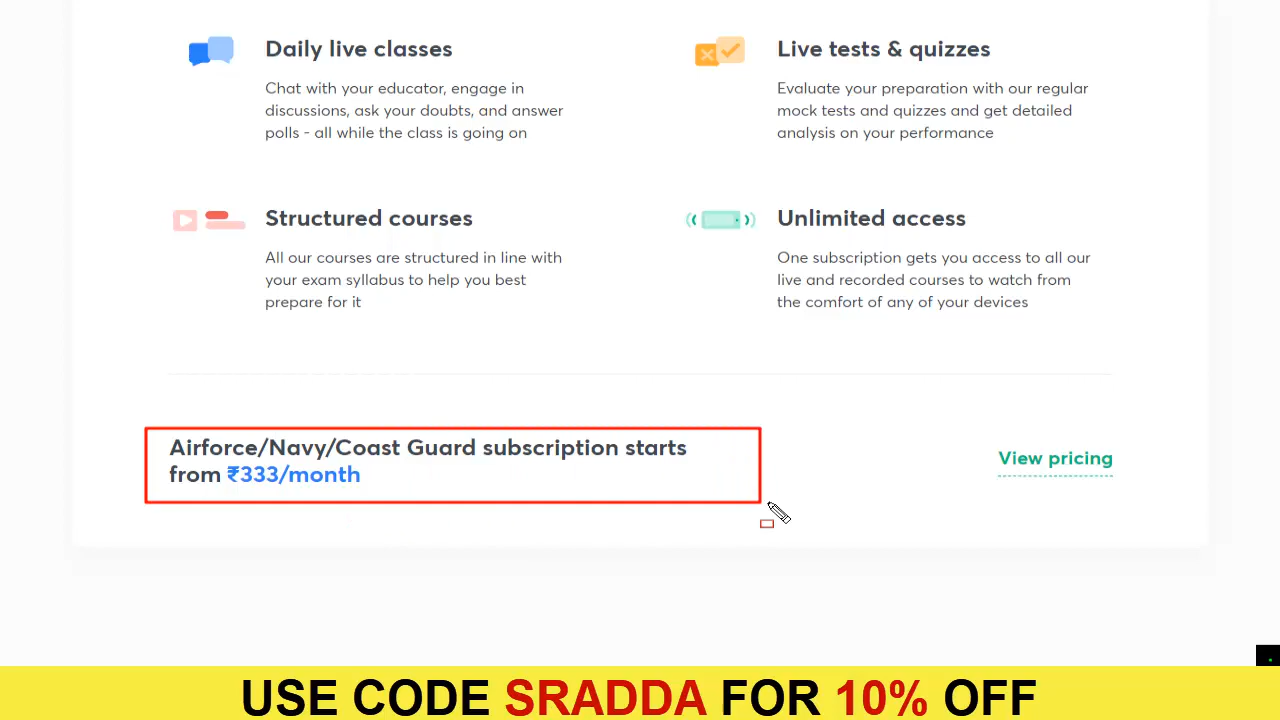 Daily live classes
Chat with your educator, engage in
discussions, ask your doubts, and answer
polls - all while the class is going on
Live tests & quizzes
Evaluate your preparation with our regular
mock tests and quizzes and get detailed
analysis on your performance
Structured courses
All our courses are structured in line with
your exam syllabus to help you best
prepare for it
Unlimited access
One subscription gets you access to all our
live and recorded courses to watch from
the comfort of any of your devices
Airforce/Navy/Coast Guard subscription starts
from ₹333/month
View pricing
USE CODE SRADDA FOR 10% OFF